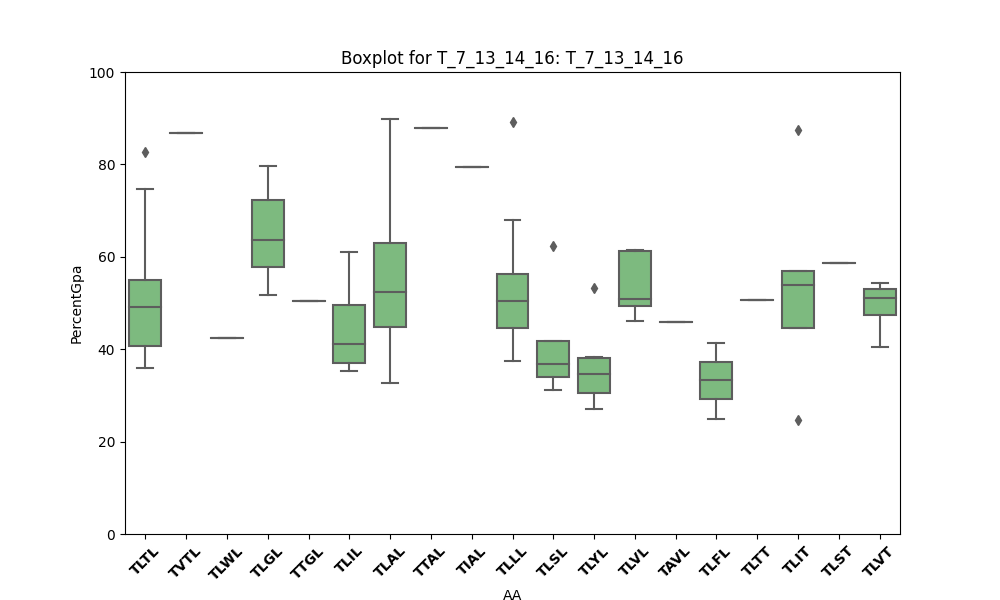 Boxplot for T_7_13_14_16: T_7_13_14_16
PercentGpa
100
80
60
40
20
0
TLTL TVTL TLWL TLGL TTGL TLIL TLAL TTAL TIAL TLLL TLSL TLYL TLVL TAVL TLFL TLTT TLIT TLST TLVT
AA